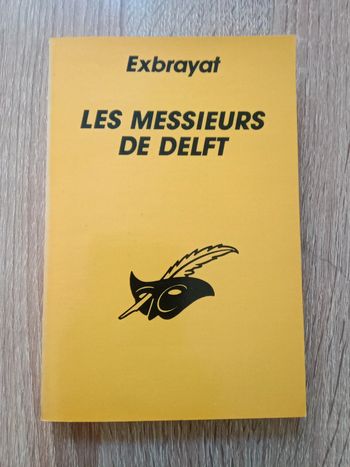 Exbrayat
LES MESSIEURS
DE DELFT